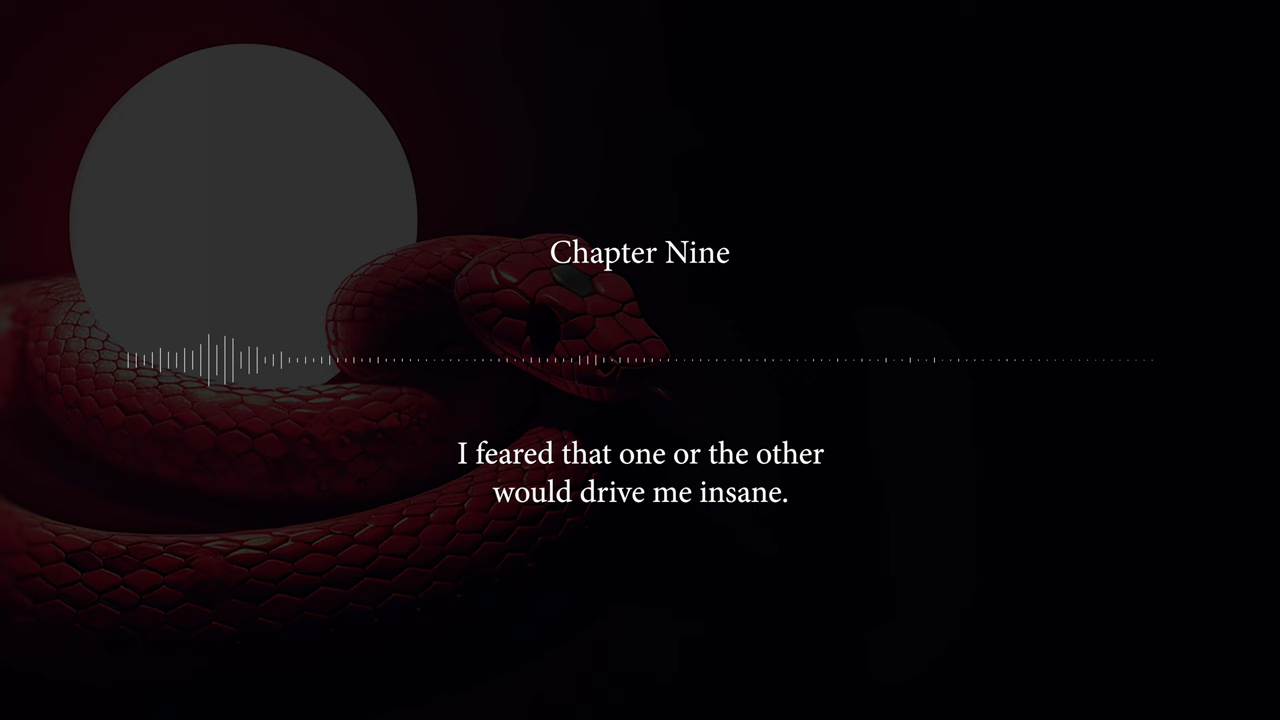 Chapter Nine
I feared that one or the other
would drive me insane.